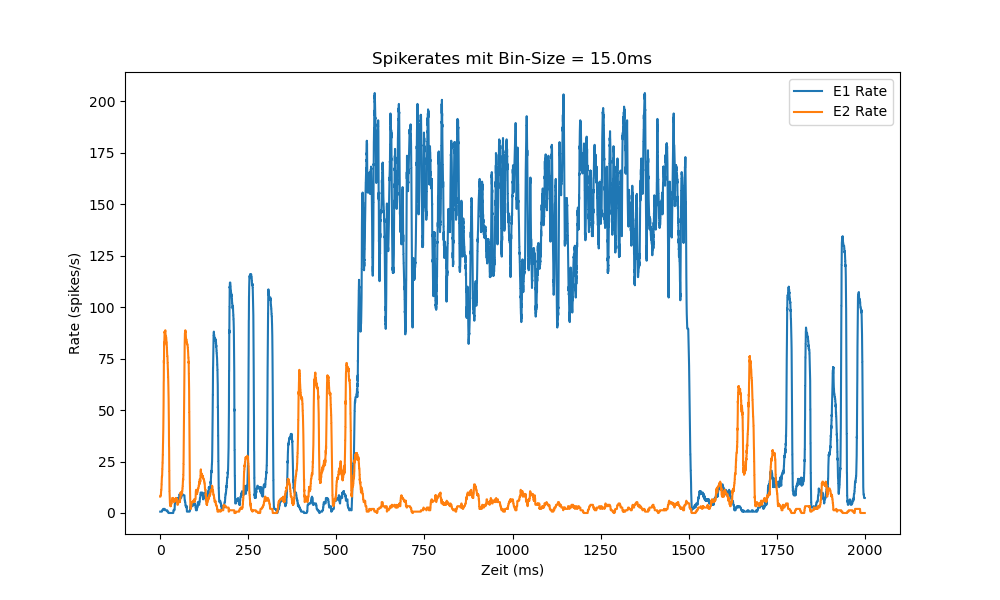 Spikerates mit Bin-Size = 15.0ms
E1 Rate
E2 Rate
Rate (spikes/s)
200
175
150
125
100
75
50
25
0
0 250 500 750 1000 1250 1500 1750 2000
Zeit (ms)